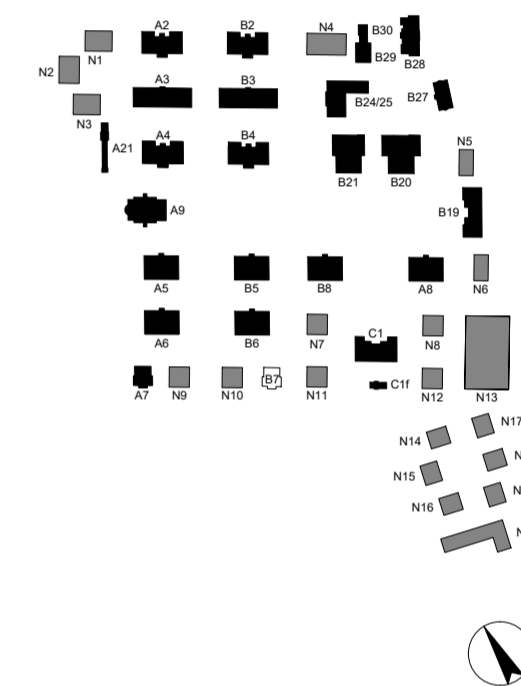 A2 B2 N4 B30
N1 B29
B28
N2
A3 B3 B24/25 B27
N3
A4 B4 N5
A21
B21 B20
A9 B19
A5 B5 B8 A8 N6
A6 B6 N7 C1 N8
A7 N9 N10 B7 N11 C1f N12 N13
N17
N14
N15
N16